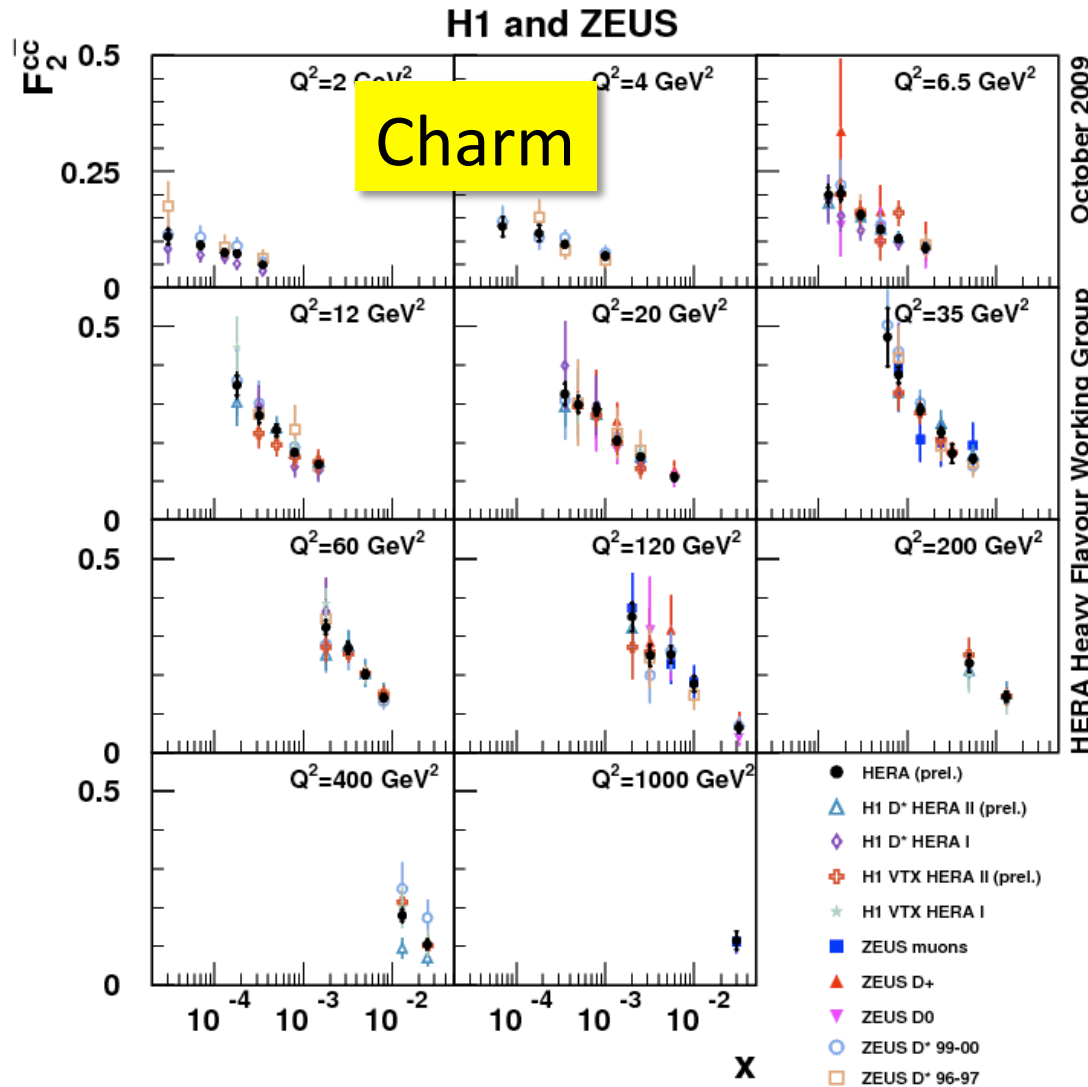 H1 and ZEUS
F₂^cc̄
0.5
0.25
0
Q²=2 GeV²
Q²=4 GeV²
Q²=6.5 GeV²
Charm
October 2009
0.5
0
Q²=12 GeV²
Q²=20 GeV²
Q²=35 GeV²
HERA Heavy Flavour Working Group
0.5
0
Q²=60 GeV²
Q²=120 GeV²
Q²=200 GeV²
0.5
0
Q²=400 GeV²
Q²=1000 GeV²
HERA (prel.)
H1 D* HERA II (prel.)
H1 D* HERA I
H1 VTX HERA II (prel.)
H1 VTX HERA I
ZEUS muons
ZEUS D+
ZEUS D0
ZEUS D* 99-00
ZEUS D* 96-97
10⁻⁴ 10⁻³ 10⁻² 10⁻⁴ 10⁻³ 10⁻²
x